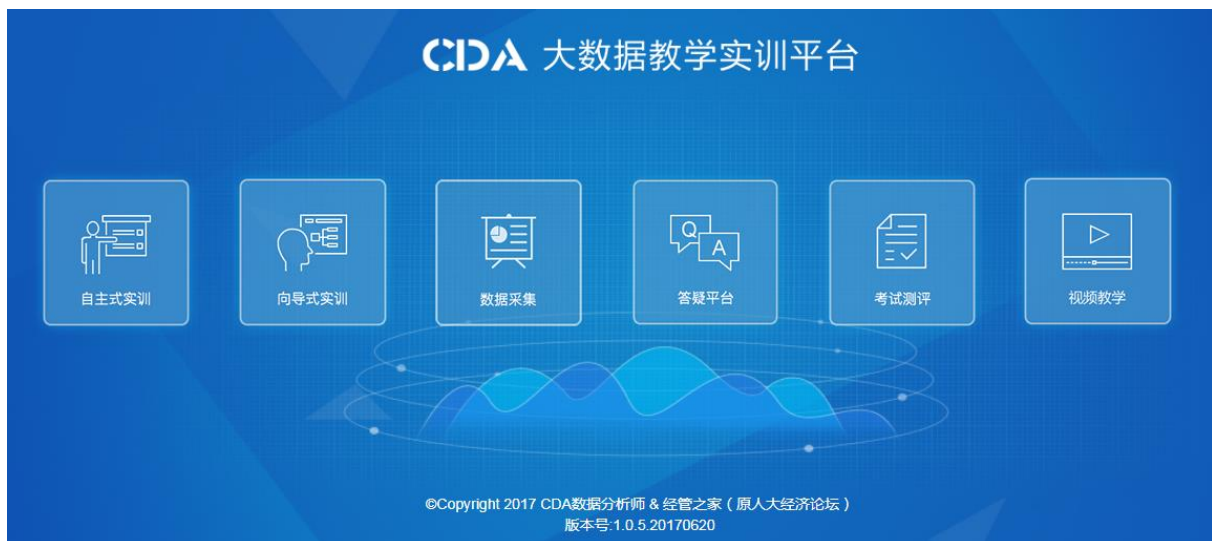 CDA 大数据教学实训平台
自主式实训
向导式实训
数据采集
Q
A
答疑平台
考试测评
视频教学
©Copyright 2017 CDA数据分析师 & 经管之家 ( 原人大经济论坛 )
版本号:1.0.5.20170620